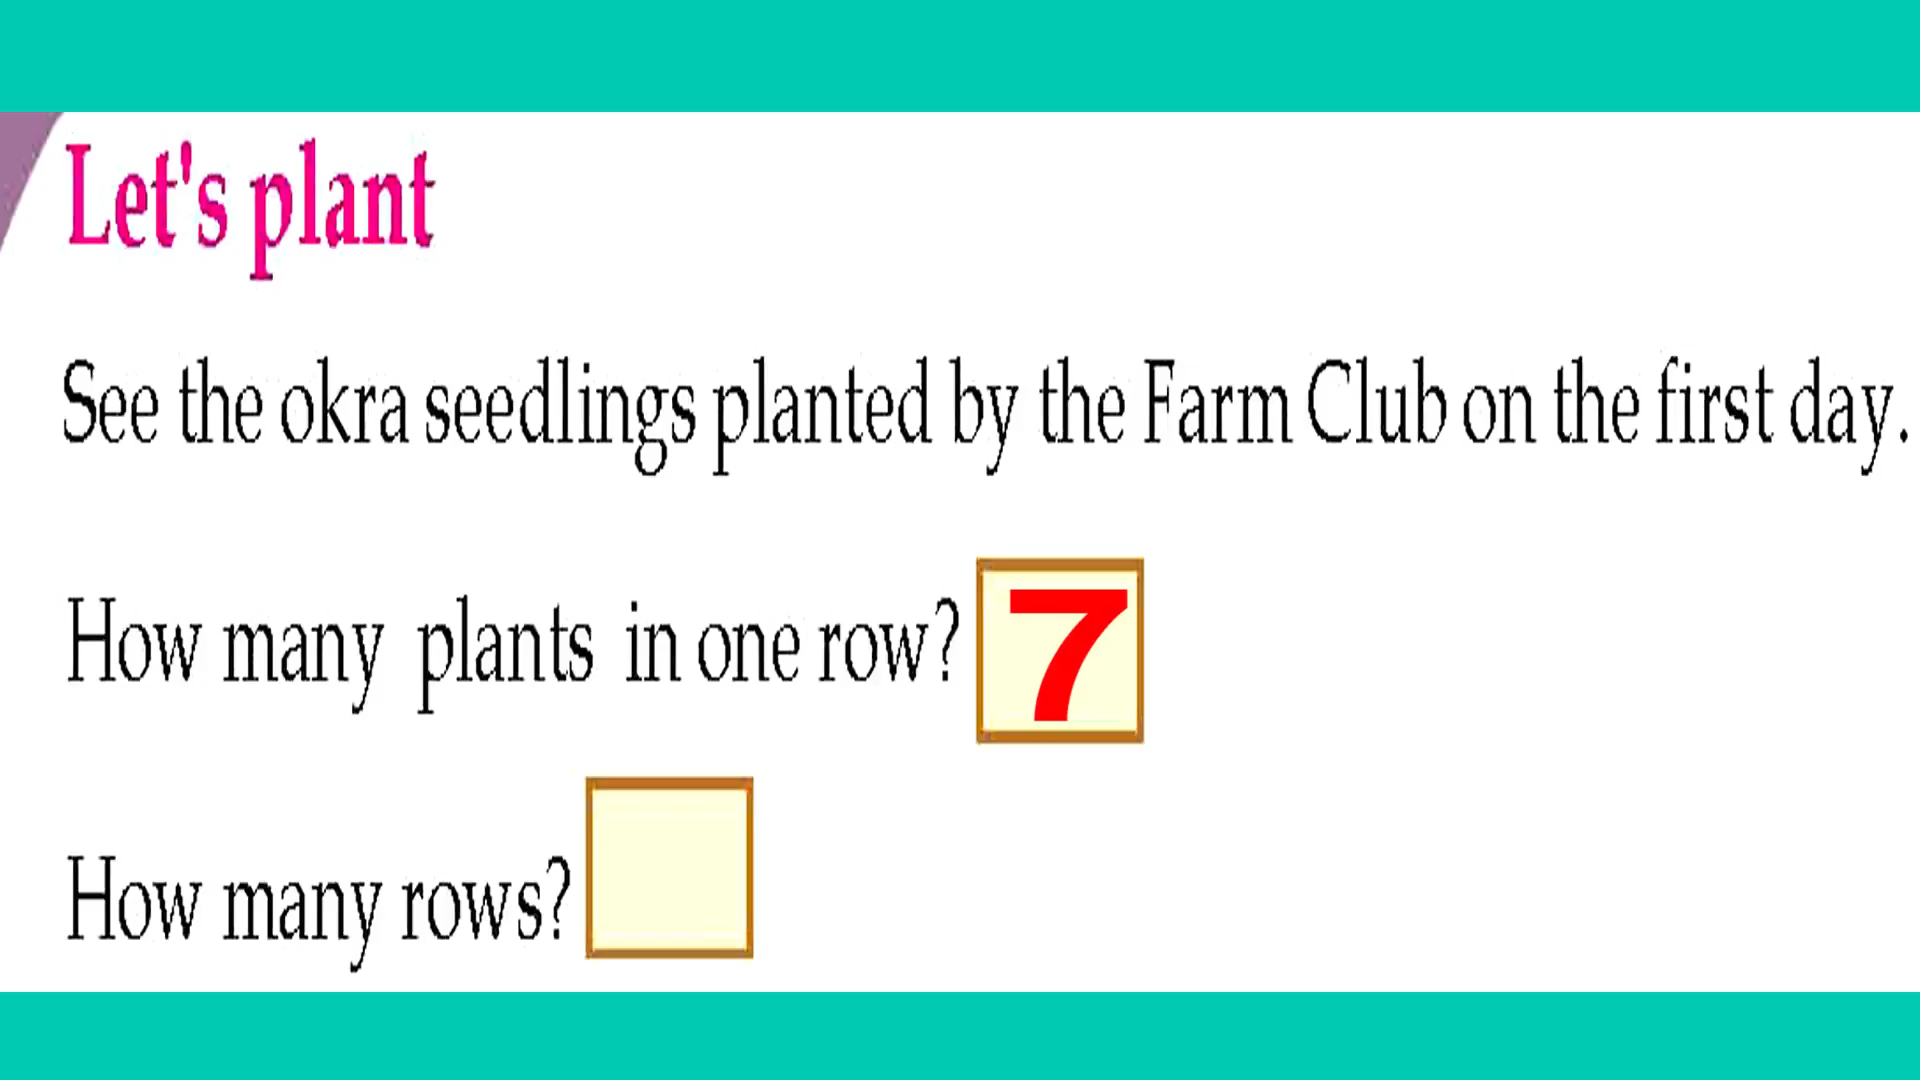 Let's plant
See the okra seedlings planted by the Farm Club on the first day.
How many plants in one row? 7
How many rows?